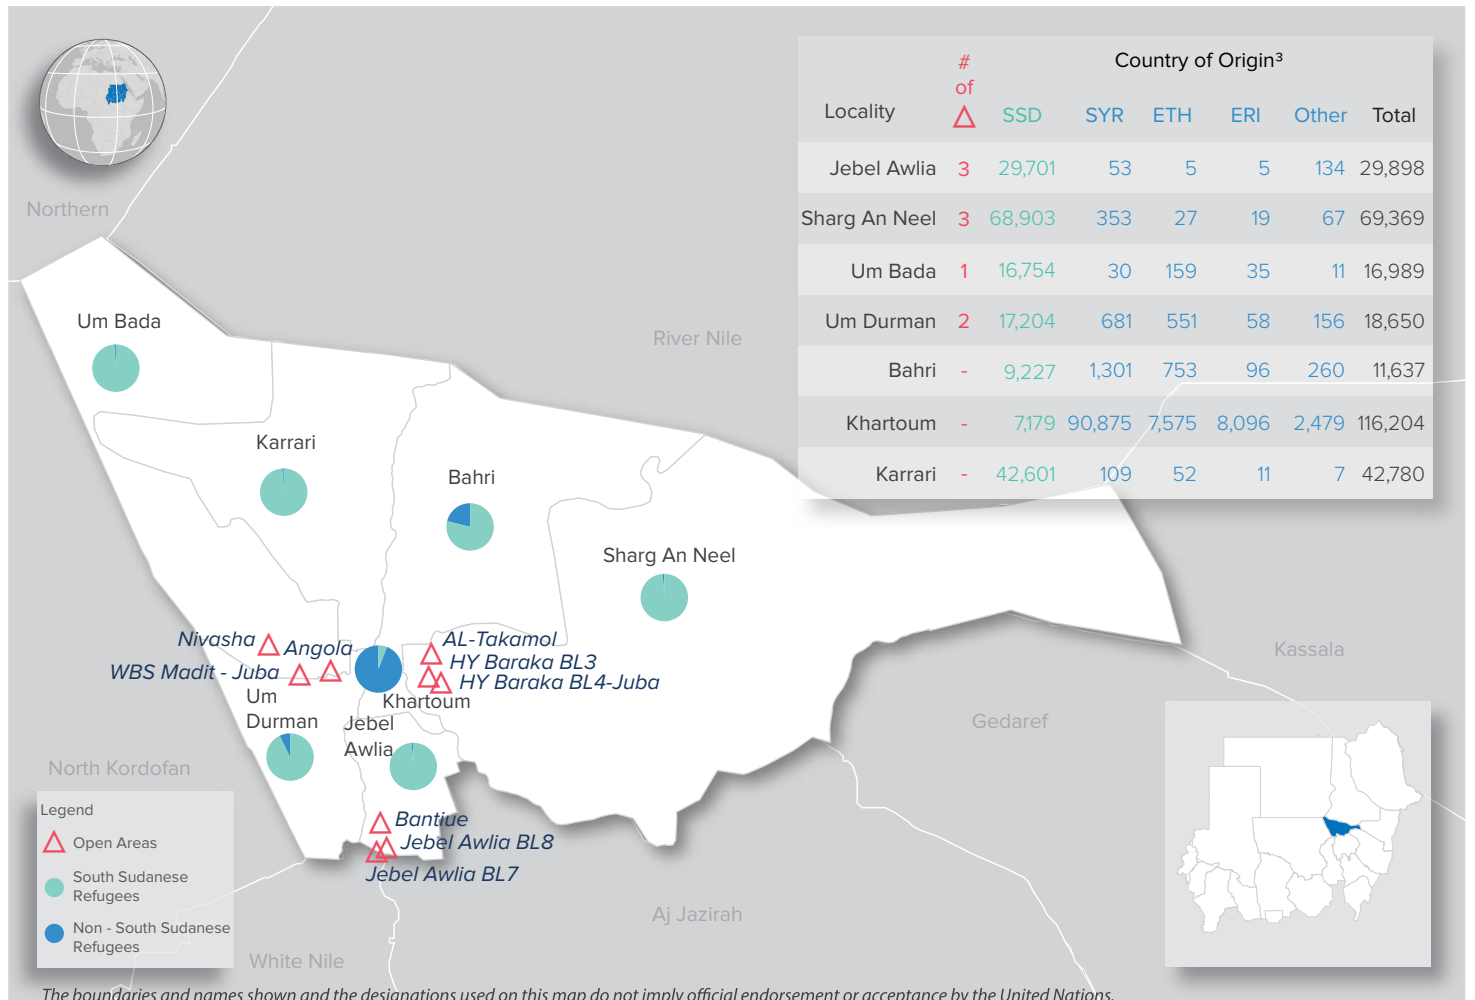 Country of Origin³
#
of
Locality SSD SYR ETH ERI Other Total
Jebel Awlia 3 29,701 53 5 5 134 29,898
Sharg An Neel 3 68,903 353 27 19 67 69,369
Um Bada 1 16,754 30 159 35 11 16,989
Um Durman 2 17,204 681 551 58 156 18,650
Bahri - 9,227 1,301 753 96 260 11,637
Khartoum - 7,179 90,875 7,575 8,096 2,479 116,204
Karrari - 42,601 109 52 11 7 42,780
Northern
River Nile
Um Bada
Karrari
Bahri
Sharg An Neel
Nivasha
Angola
WBS Madit - Juba
AL-Takamol
HY Baraka BL3
HY Baraka BL4-Juba
Khartoum
Um
Durman
Jebel
Awlia
Kassala
Gedaref
North Kordofan
Bantiue
Jebel Awlia BL8
Jebel Awlia BL7
Aj Jazirah
White Nile
Legend
Open Areas
South Sudanese
Refugees
Non - South Sudanese
Refugees
The boundaries and names shown and the designations used on this map do not imply official endorsement or acceptance by the United Nations.